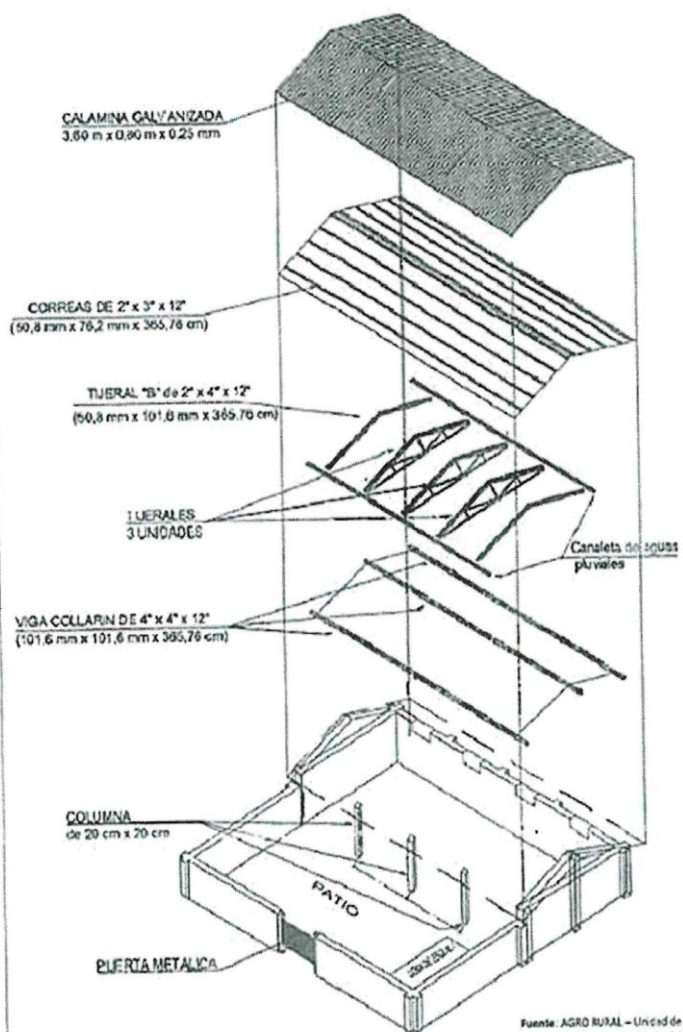 CALAMINA GALVANIZADA
3,60 m x 0,80 m x 0,25 mm
CORREAS DE 2" x 3" x 12"
(50,8 mm x 76,2 mm x 365,76 cm)
TIJERAL "B" de 2" x 4" x 12"
(50,8 mm x 101,6 mm x 365,76 cm)
TIJERALES
3 UNIDADES
Canaleta de aguas
pluviales
VIGA COLLARIN DE 4" x 4" x 12"
(101,6 mm x 101,6 mm x 365,76 cm)
COLUMNA
de 20 cm x 20 cm
PATIO
PUERTA METALICA
Fuente: AGRO RURAL – Unidad de